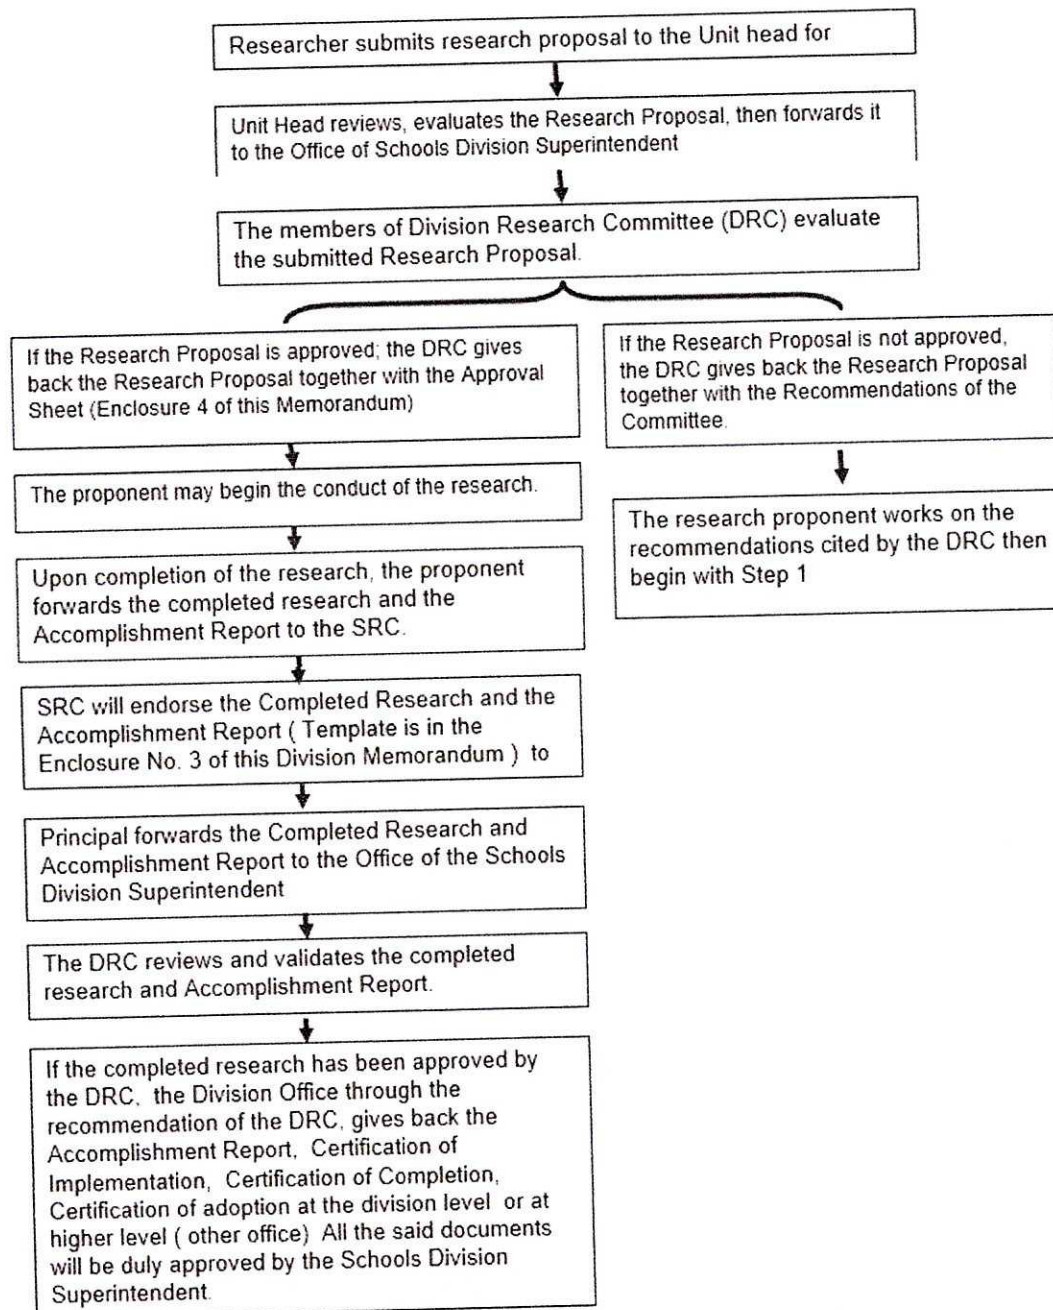 Researcher submits research proposal to the Unit head for
Unit Head reviews, evaluates the Research Proposal, then forwards it
to the Office of Schools Division Superintendent
The members of Division Research Committee (DRC) evaluate
the submitted Research Proposal.
If the Research Proposal is approved; the DRC gives
back the Research Proposal together with the Approval
Sheet (Enclosure 4 of this Memorandum)
The proponent may begin the conduct of the research.
Upon completion of the research, the proponent
forwards the completed research and the
Accomplishment Report to the SRC.
SRC will endorse the Completed Research and the
Accomplishment Report ( Template is in the
Enclosure No. 3 of this Division Memorandum ) to
Principal forwards the Completed Research and
Accomplishment Report to the Office of the Schools
Division Superintendent
The DRC reviews and validates the completed
research and Accomplishment Report.
If the completed research has been approved by
the DRC, the Division Office through the
recommendation of the DRC, gives back the
Accomplishment Report, Certification of
Implementation, Certification of Completion,
Certification of adoption at the division level or at
higher level ( other office) All the said documents
will be duly approved by the Schools Division
Superintendent.
If the Research Proposal is not approved,
the DRC gives back the Research Proposal
together with the Recommendations of the
Committee.
The research proponent works on the
recommendations cited by the DRC then
begin with Step 1